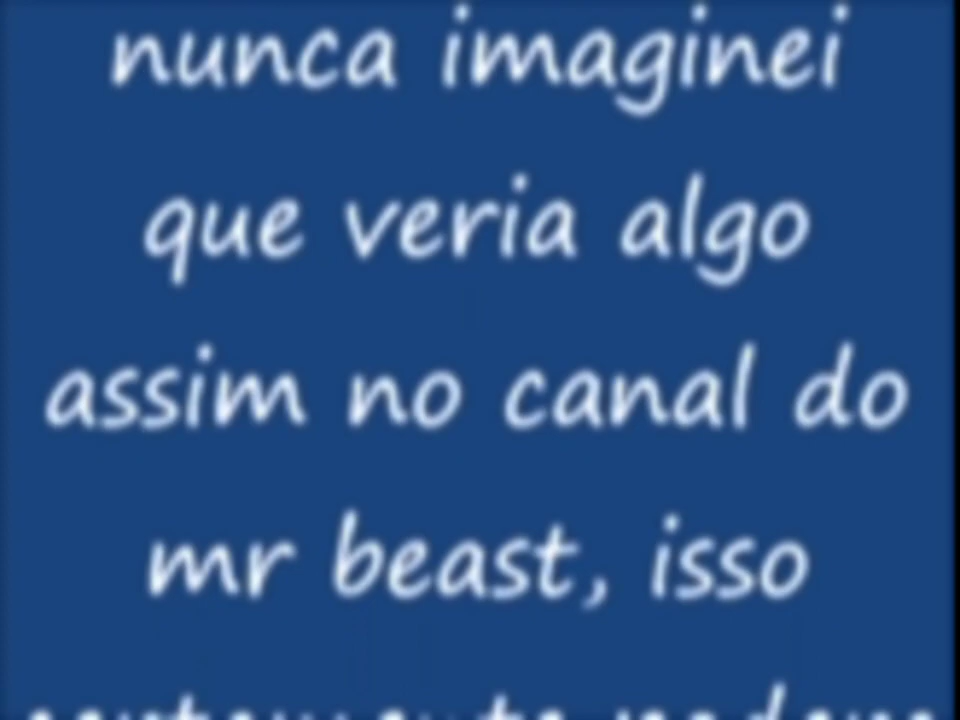 nunca imaginei
que veria algo
assim no canal do
mr beast, isso